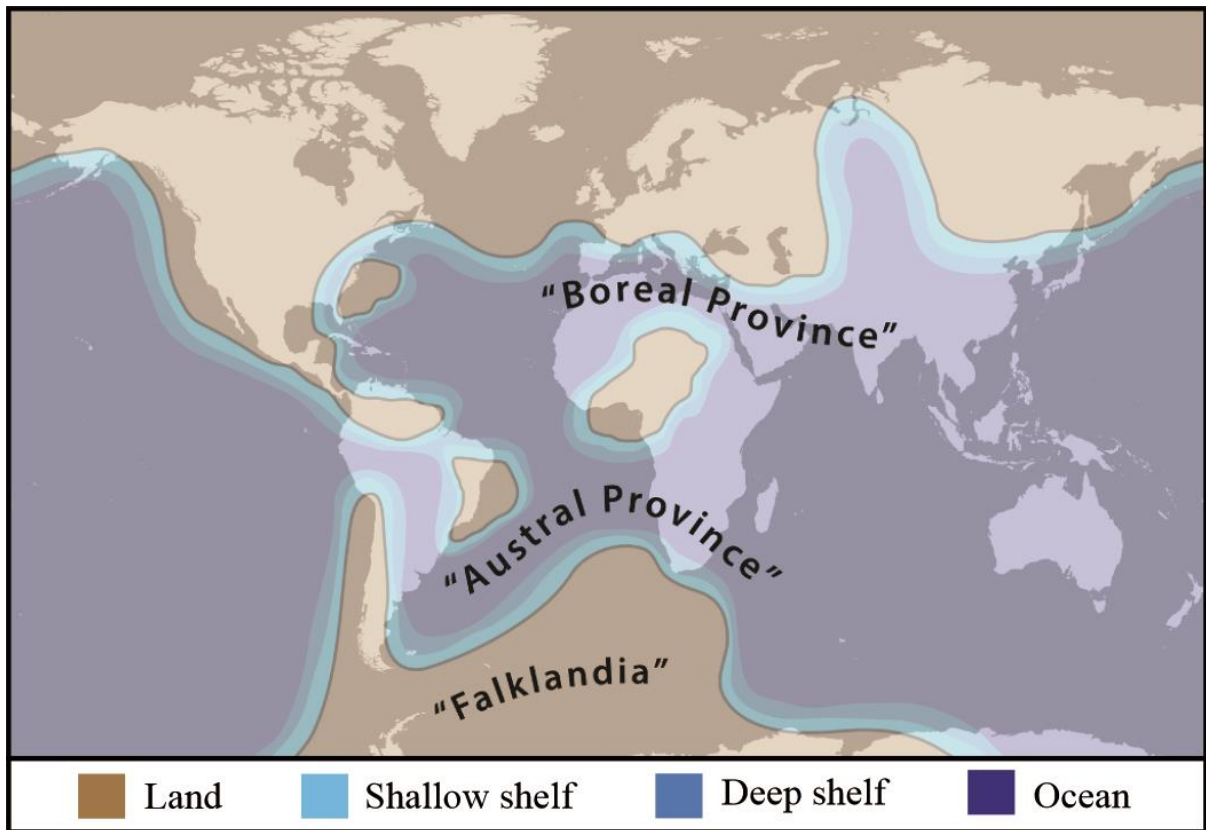 "Boreal Province"
"Austral Province"
"Falklandia"
Land
Shallow shelf
Deep shelf
Ocean